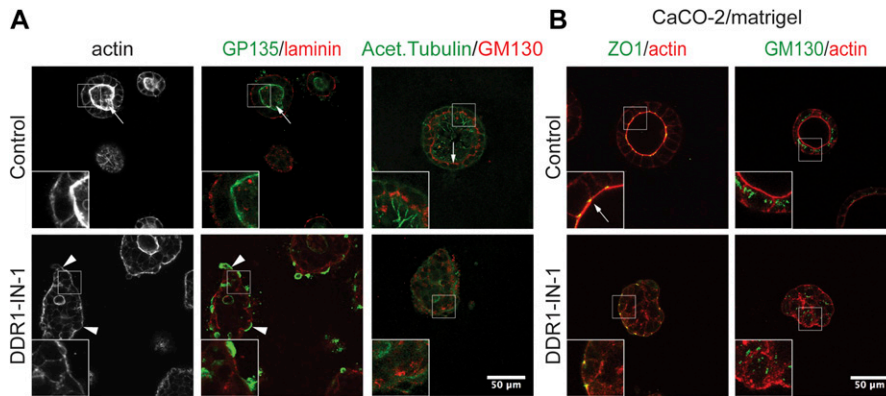 A
B
CaCO-2/matrigel
actin
GP135/laminin
Acet.Tubulin/GM130
ZO1/actin
GM130/actin
Control
Control
DDR1-IN-1
DDR1-IN-1
50 µm
50 µm